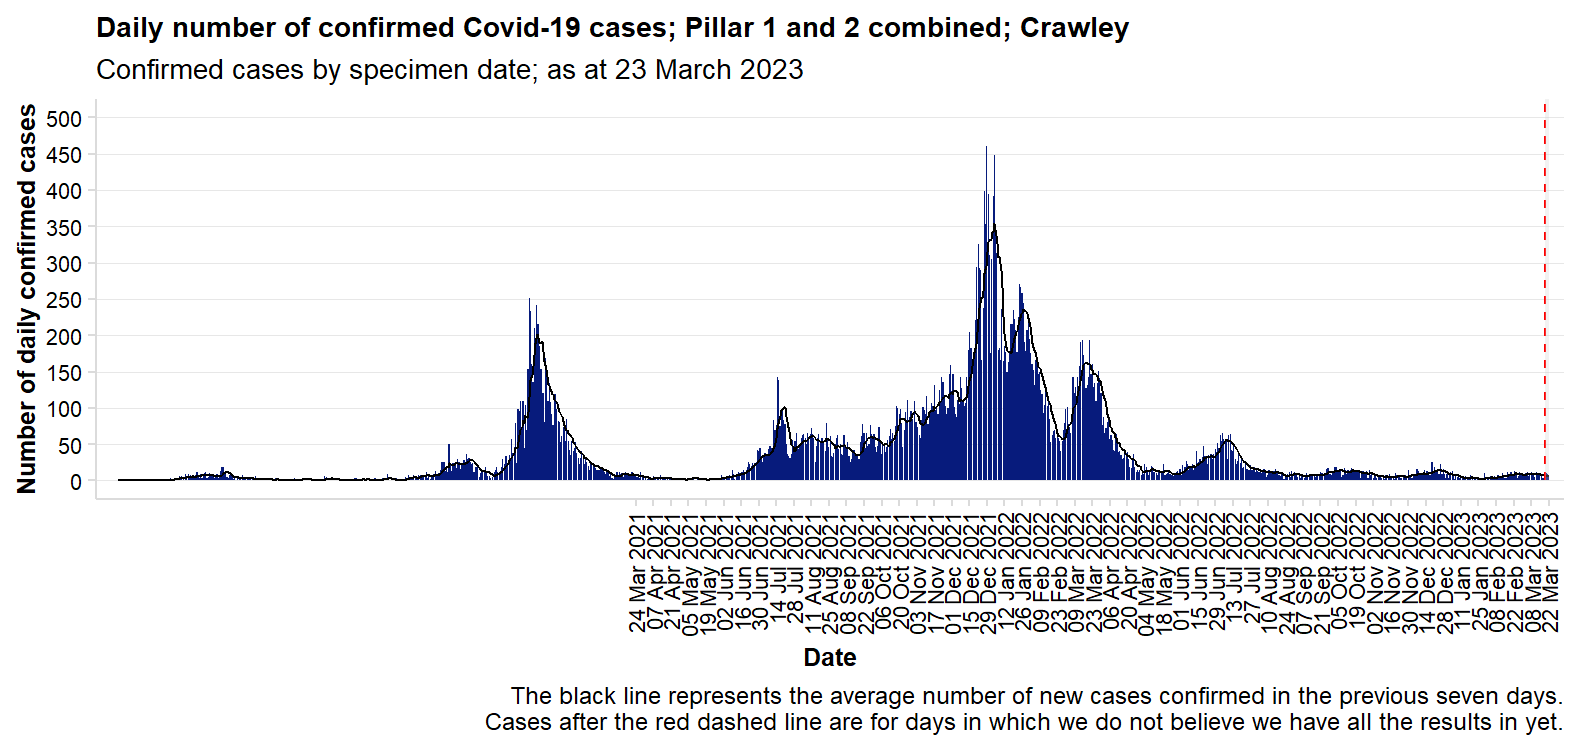 Daily number of confirmed Covid-19 cases; Pillar 1 and 2 combined; Crawley
Confirmed cases by specimen date; as at 23 March 2023
Number of daily confirmed cases
500
450
400
350
300
250
200
150
100
50
0
24 Mar 2021
07 Apr 2021
21 Apr 2021
05 May 2021
19 May 2021
02 Jun 2021
16 Jun 2021
30 Jun 2021
14 Jul 2021
28 Jul 2021
11 Aug 2021
25 Aug 2021
08 Sep 2021
22 Sep 2021
06 Oct 2021
20 Oct 2021
03 Nov 2021
17 Nov 2021
01 Dec 2021
15 Dec 2021
29 Dec 2021
12 Jan 2022
26 Jan 2022
09 Feb 2022
23 Feb 2022
09 Mar 2022
23 Mar 2022
06 Apr 2022
20 Apr 2022
04 May 2022
18 May 2022
01 Jun 2022
15 Jun 2022
29 Jun 2022
13 Jul 2022
27 Jul 2022
10 Aug 2022
24 Aug 2022
07 Sep 2022
21 Sep 2022
05 Oct 2022
19 Oct 2022
02 Nov 2022
16 Nov 2022
30 Nov 2022
14 Dec 2022
28 Dec 2022
11 Jan 2023
25 Jan 2023
08 Feb 2023
22 Feb 2023
08 Mar 2023
22 Mar 2023
Date
The black line represents the average number of new cases confirmed in the previous seven days.
Cases after the red dashed line are for days in which we do not believe we have all the results in yet.